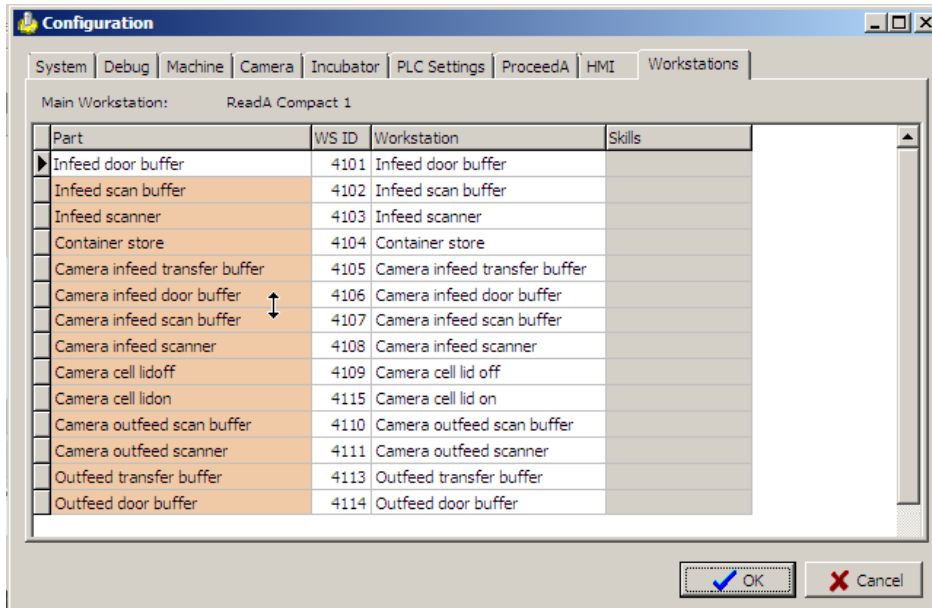 Configuration
System Debug Machine Camera Incubator PLC Settings ProceedA HMI Workstations
Main Workstation: ReadA Compact 1
Part WS ID Workstation Skills
Infeed door buffer 4101 Infeed door buffer
Infeed scan buffer 4102 Infeed scan buffer
Infeed scanner 4103 Infeed scanner
Container store 4104 Container store
Camera infeed transfer buffer 4105 Camera infeed transfer buffer
Camera infeed door buffer 4106 Camera infeed door buffer
Camera infeed scan buffer 4107 Camera infeed scan buffer
Camera infeed scanner 4108 Camera infeed scanner
Camera cell lidoff 4109 Camera cell lid off
Camera cell lidon 4115 Camera cell lid on
Camera outfeed scan buffer 4110 Camera outfeed scan buffer
Camera outfeed scanner 4111 Camera outfeed scanner
Outfeed transfer buffer 4113 Outfeed transfer buffer
Outfeed door buffer 4114 Outfeed door buffer
OK Cancel